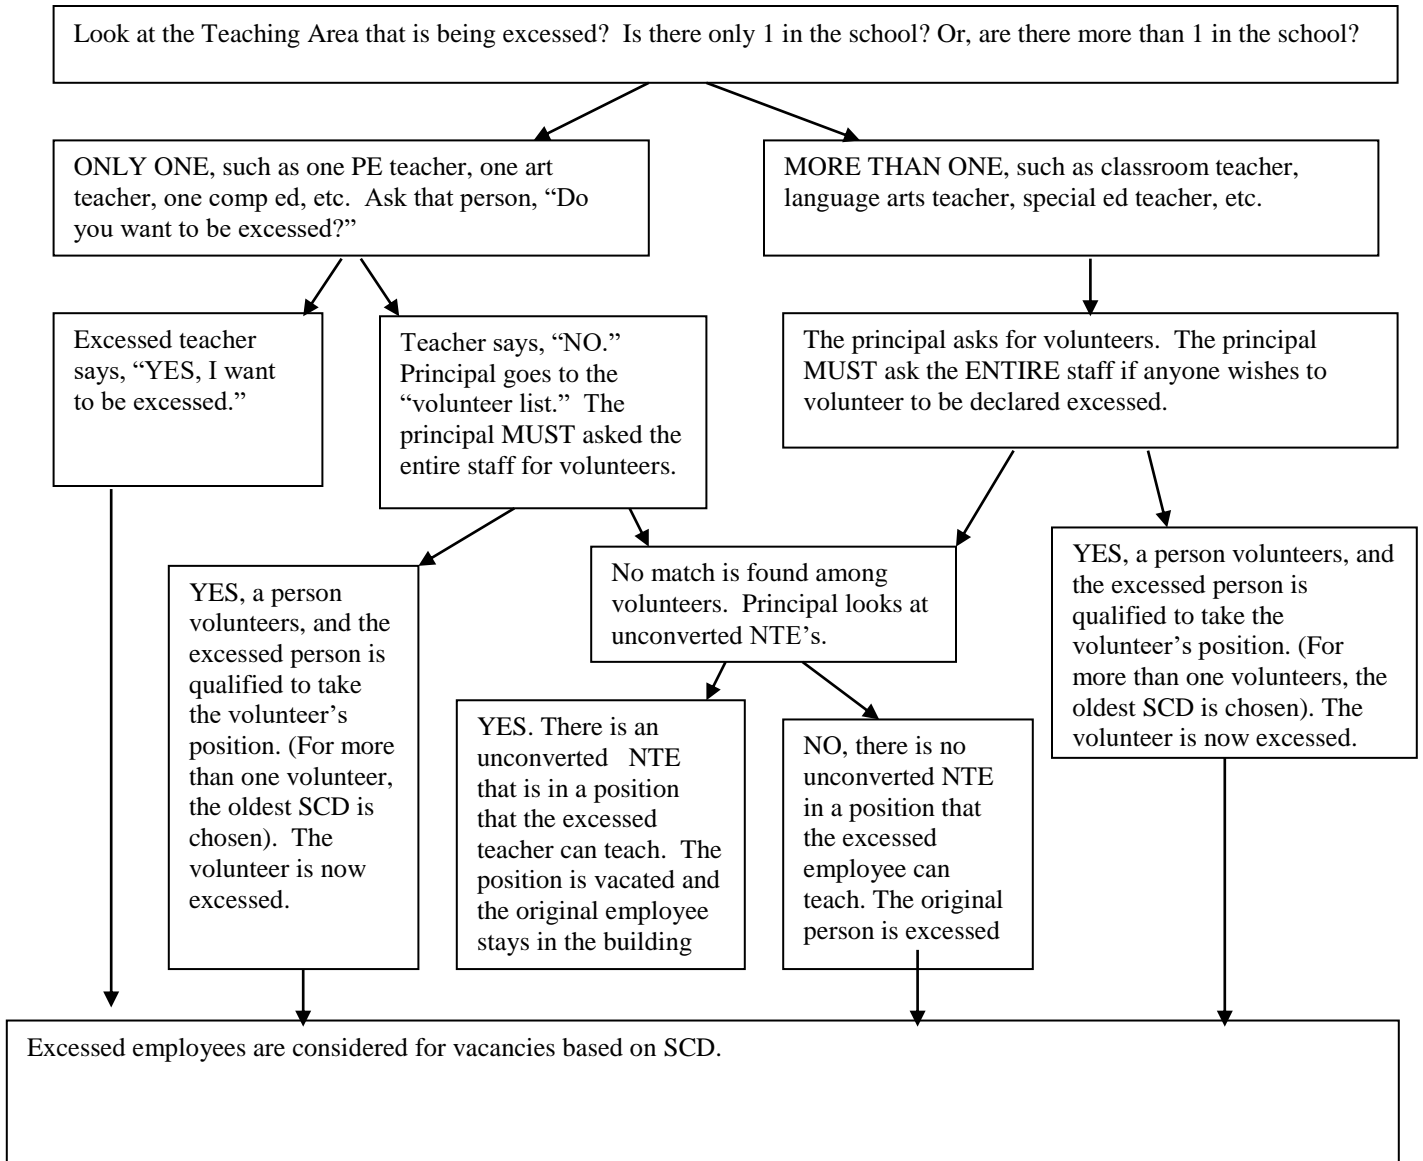 Look at the Teaching Area that is being excessed?  Is there only 1 in the school? Or, are there more than 1 in the school?
ONLY ONE, such as one PE teacher, one art
teacher, one comp ed, etc.  Ask that person, “Do
you want to be excessed?”
MORE THAN ONE, such as classroom teacher,
language arts teacher, special ed teacher, etc.
Excessed teacher
says, “YES, I want
to be excessed.”
Teacher says, “NO.”
Principal goes to the
“volunteer list.”  The
principal MUST asked the
entire staff for volunteers.
The principal asks for volunteers.  The principal
MUST ask the ENTIRE staff if anyone wishes to
volunteer to be declared excessed.
YES, a person
volunteers, and the
excessed person is
qualified to take
the volunteer’s
position. (For more
than one volunteer,
the oldest SCD is
chosen).  The
volunteer is now
excessed.
No match is found among
volunteers.  Principal looks at
unconverted NTE’s.
YES, a person volunteers, and
the excessed person is
qualified to take the
volunteer’s position. (For
more than one volunteers, the
oldest SCD is chosen). The
volunteer is now excessed.
YES. There is an
unconverted   NTE
that is in a position
that the excessed
teacher can teach.  The
position is vacated and
the original employee
stays in the building
NO, there is no
unconverted NTE
in a position that
the excessed
employee can
teach. The original
person is excessed
Excessed employees are considered for vacancies based on SCD.